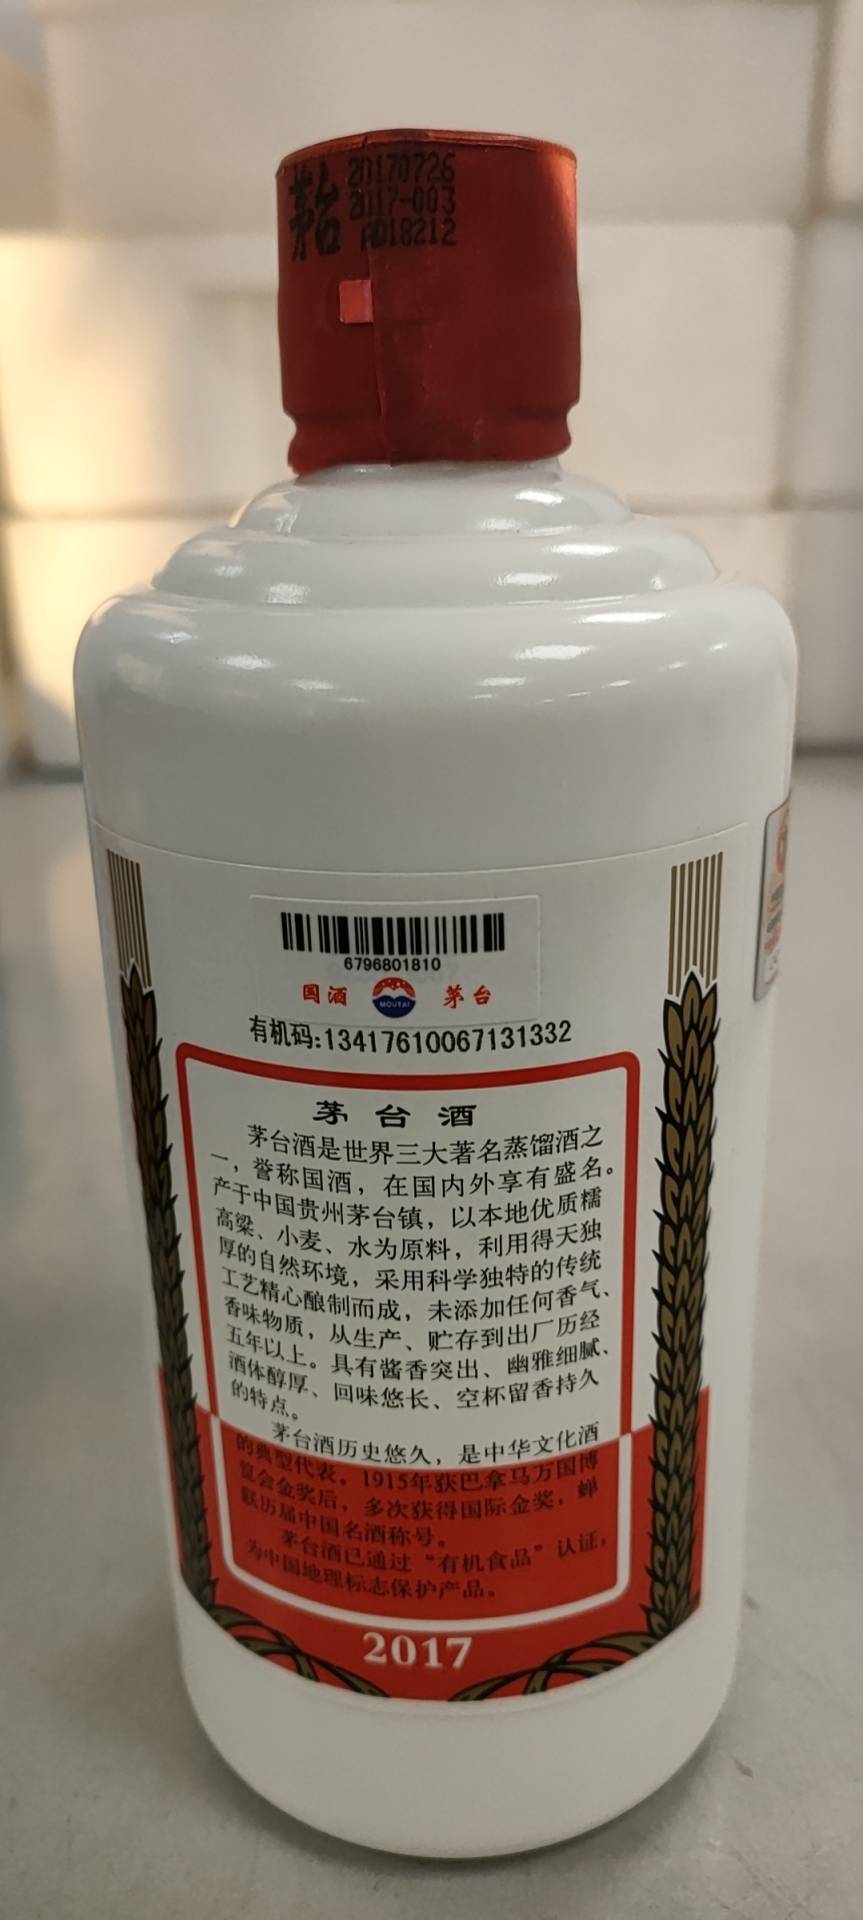 茅台
20170726
2017-003
018212
6796801810
国酒
MOUTAI
茅台
有机码:13417610067131332
茅台酒
茅台酒是世界三大著名蒸馏酒之
一，誉称国酒，在国内外享有盛名。
产于中国贵州茅台镇，以本地优质糯
高粱、小麦、水为原料，利用得天独
厚的自然环境，采用科学独特的传统
工艺精心酿制而成，未添加任何香气、
香味物质，从生产、贮存到出厂历经
五年以上。具有酱香突出、幽雅细腻、
酒体醇厚、回味悠长、空杯留香持久
的特点。
茅台酒历史悠久，是中华文化酒
的典型代表。1915年获巴拿马万国博
览会金奖后，多次获得国际金奖，蝉
联历届中国名酒称号。
茅台酒已通过“有机食品”认证，
为中国地理标志保护产品。
2017